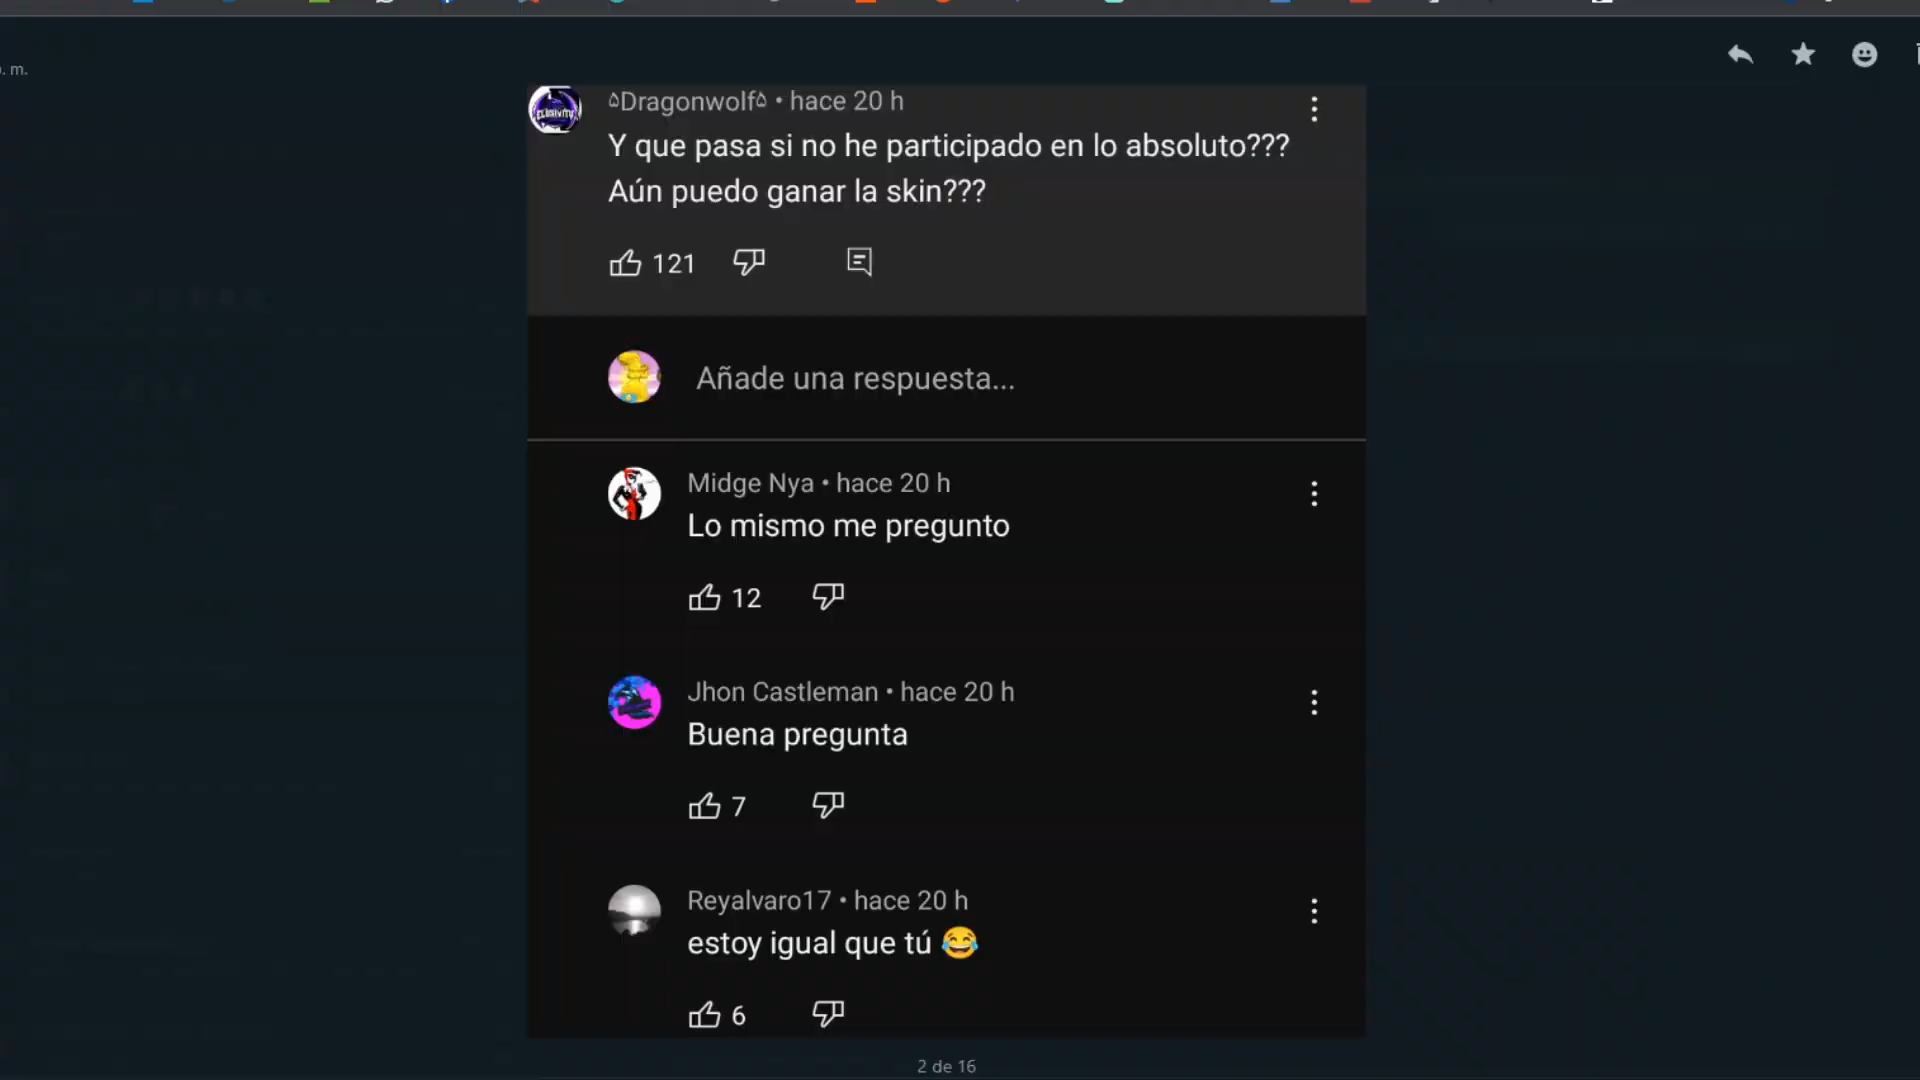 . m.
۵Dragonwolf۵ • hace 20 h
Y que pasa si no he participado en lo absoluto???
Aún puedo ganar la skin???
121
Añade una respuesta...
Midge Nya • hace 20 h
Lo mismo me pregunto
12
Jhon Castleman • hace 20 h
Buena pregunta
7
Reyalvaro17 • hace 20 h
estoy igual que tú 😂
6
2 de 16